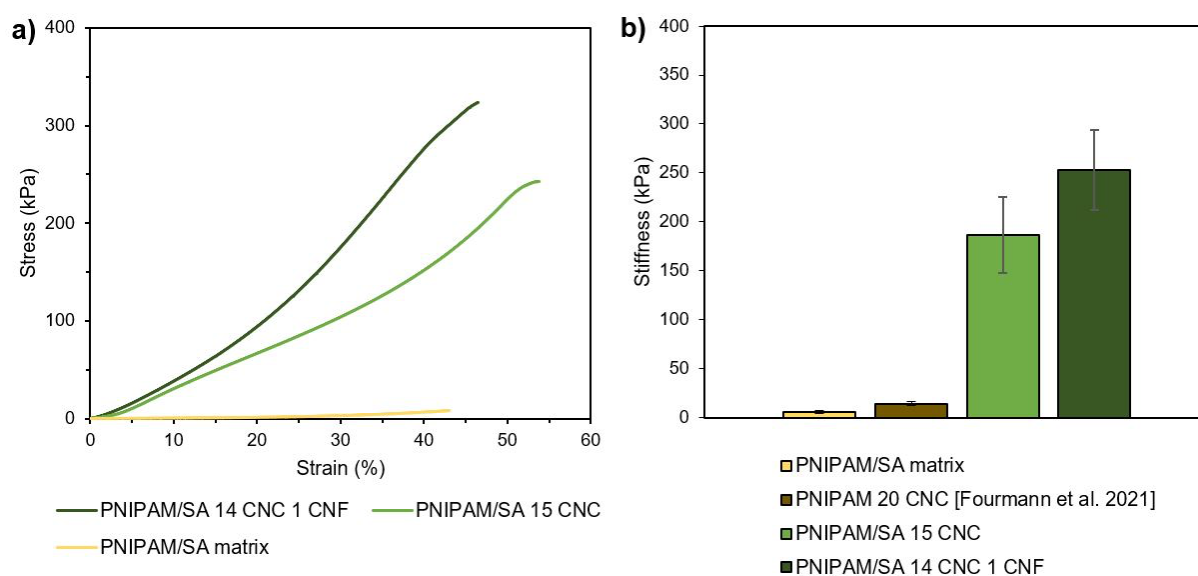 a)
400
300
200
100
0
Stress (kPa)
0 10 20 30 40 50 60
Strain (%)
PNIPAM/SA 14 CNC 1 CNF PNIPAM/SA 15 CNC
PNIPAM/SA matrix
b)
400
350
300
250
200
150
100
50
0
Stiffness (kPa)
PNIPAM/SA matrix
PNIPAM 20 CNC [Fourmann et al. 2021]
PNIPAM/SA 15 CNC
PNIPAM/SA 14 CNC 1 CNF